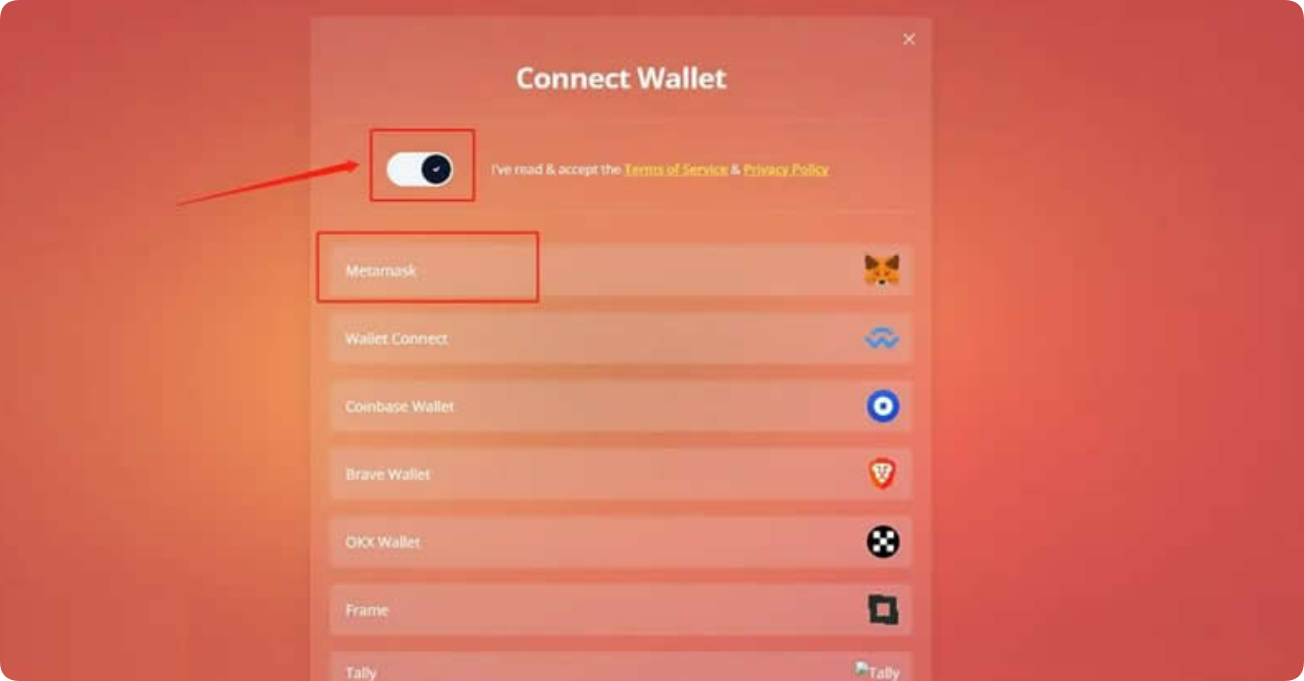 Connect Wallet
I've read & accept the Terms of Service & Privacy Policy
Metamask
Wallet Connect
Coinbase Wallet
Brave Wallet
OKX Wallet
Frame
Tally Tally